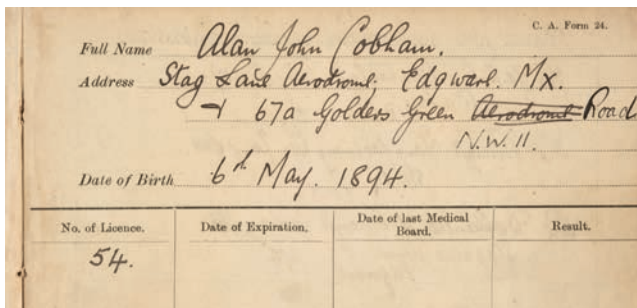 C. A. Form 24.
Full Name Alan John Cobham.
Address Stag Lane Aerodrome, Edgware. Mx.
+ 67a Golders Green Aerodrome Road
N.W. 11.
Date of Birth 6th May. 1894.
No. of Licence. Date of Expiration. Date of last Medical Board. Result.
54.